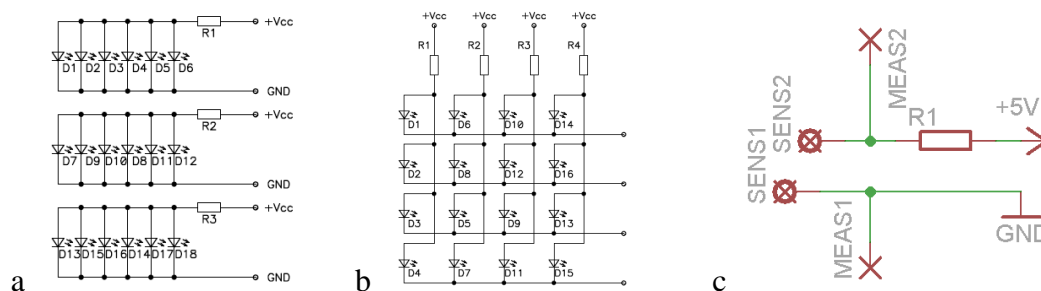 +Vcc
R1
D1 D2 D3 D4 D5 D6
GND
+Vcc
R2
D7 D9 D10 D8 D11 D12
GND
+Vcc
R3
D13 D15 D16 D14 D17 D18
GND
a
+Vcc +Vcc +Vcc +Vcc
R1 R2 R3 R4
D1 D6 D10 D14
D2 D8 D12 D16
D3 D5 D9 D13
D4 D7 D11 D15
b
MEAS2
SENS2
R1
+5V
SENS1
MEAS1
GND
c